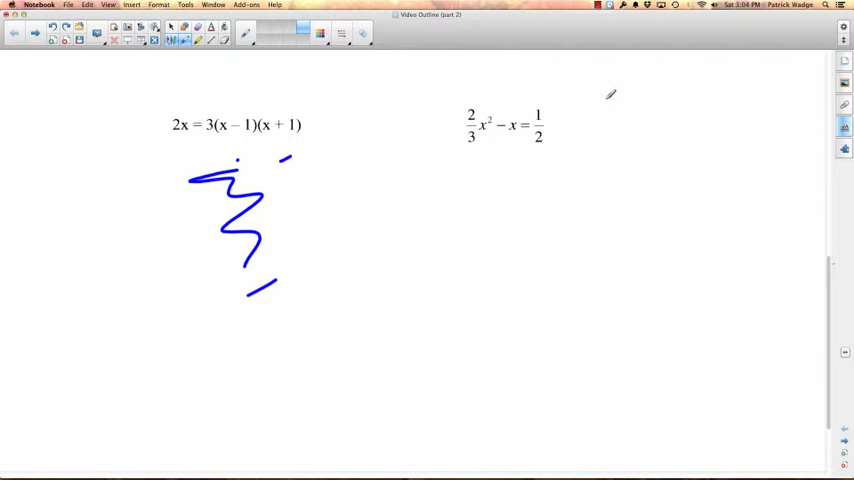 Notebook File Edit View Insert Format Tools Window Add-ons Help
Sat 3:04 PM Patrick Wadge
Video Outline (part 2)
2x = 3(x – 1)(x + 1)
2/3 x² − x = 1/2